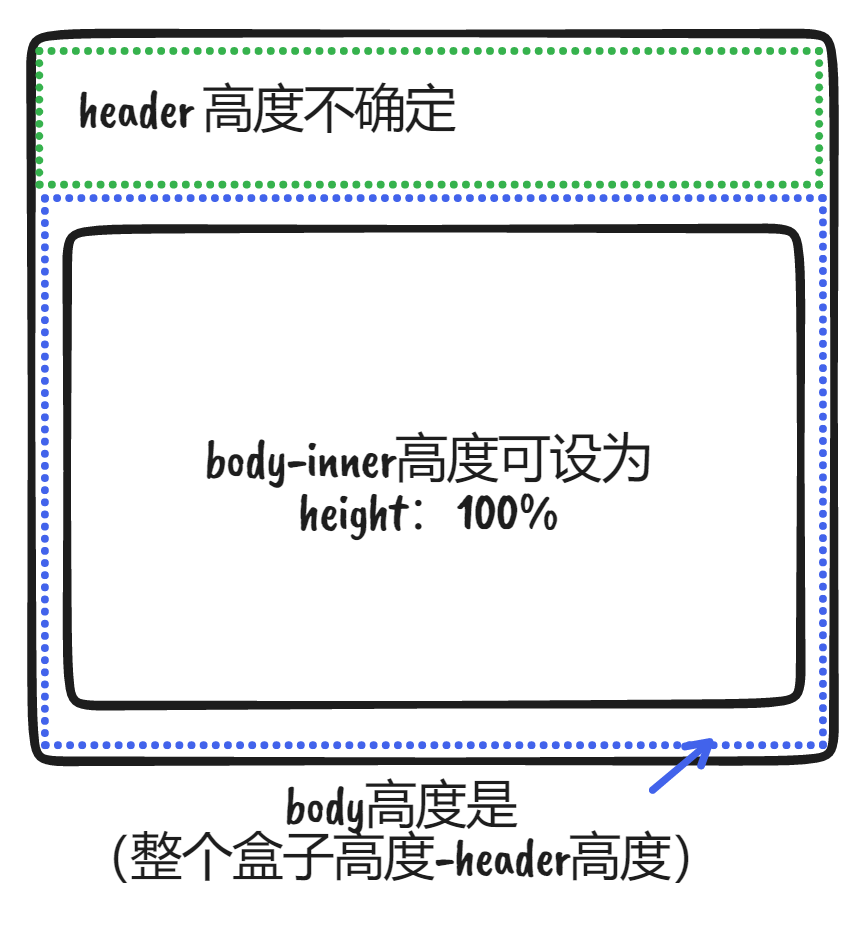 header 高度不确定
body-inner高度可设为
height： 100%
body高度是
（整个盒子高度-header高度）